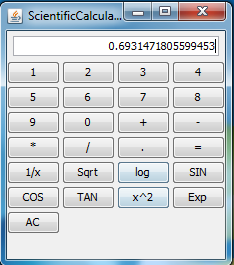 ScientificCalcula...
0.6931471805599453
1 2 3 4
5 6 7 8
9 0 + -
* / . =
1/x Sqrt log SIN
COS TAN x^2 Exp
AC